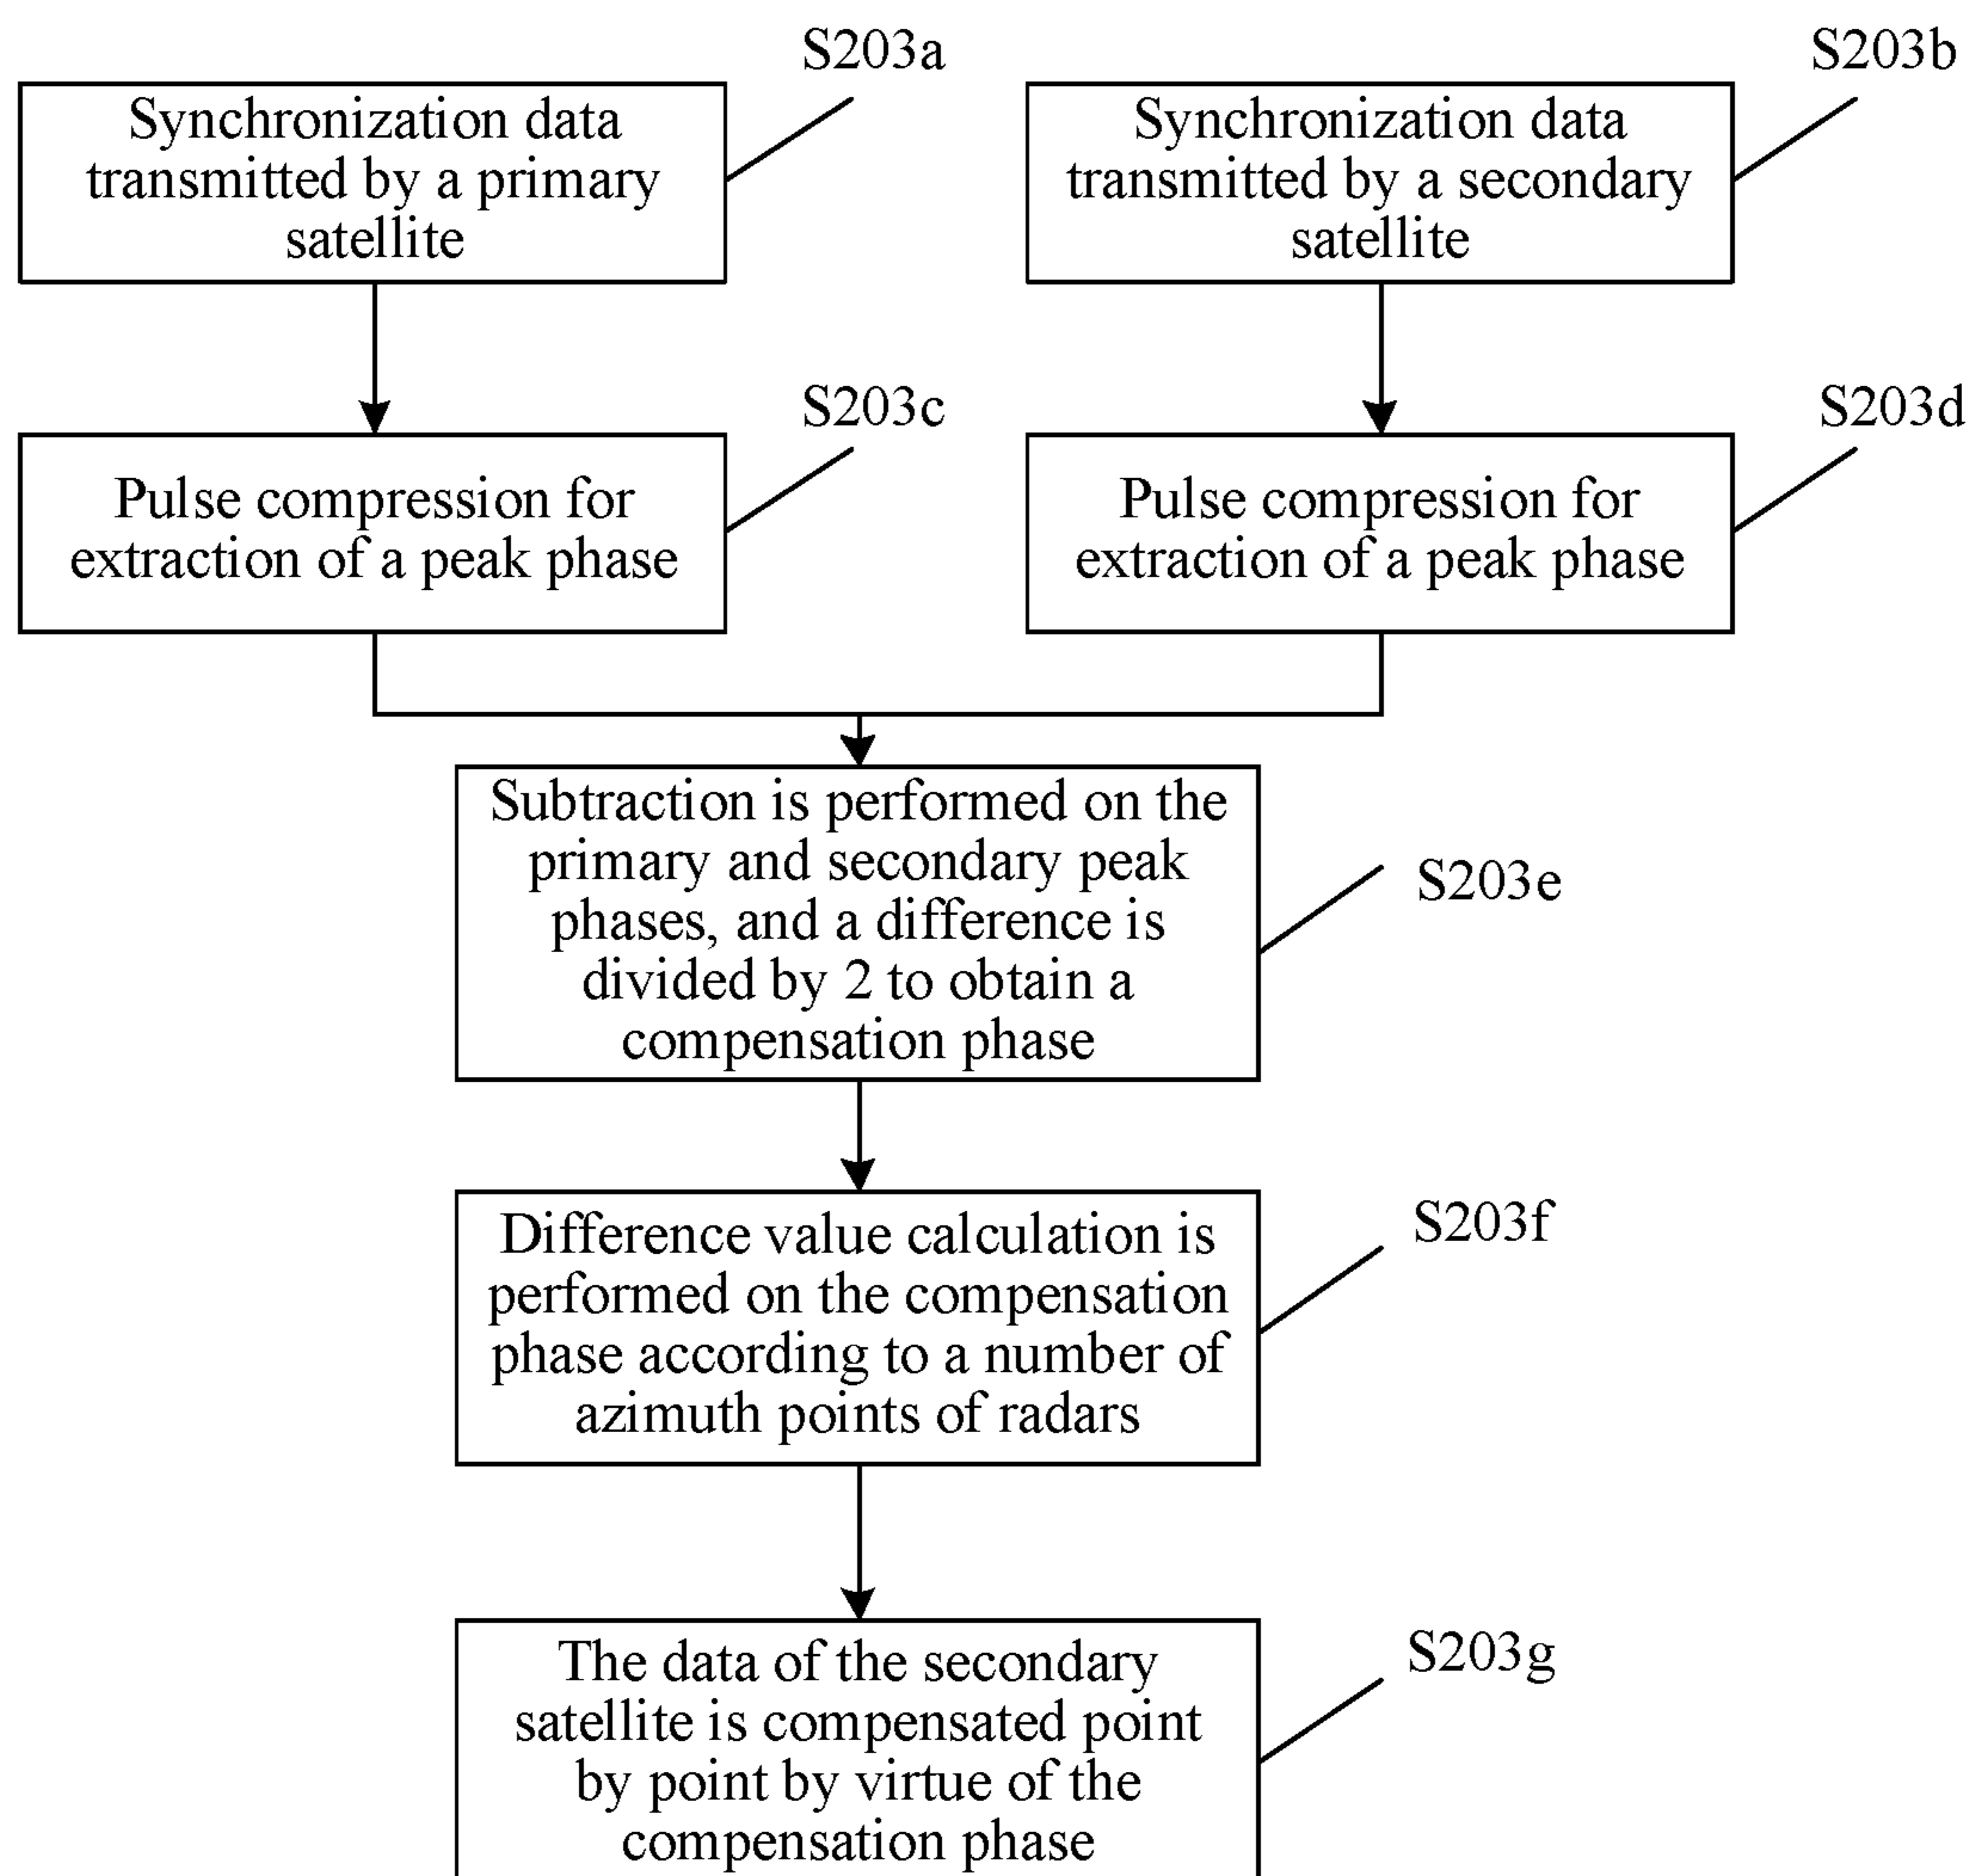 S203a
Synchronization data
transmitted by a primary
satellite
S203b
Synchronization data
transmitted by a secondary
satellite
S203c
Pulse compression for
extraction of a peak phase
S203d
Pulse compression for
extraction of a peak phase
Subtraction is performed on the
primary and secondary peak
phases, and a difference is
divided by 2 to obtain a
compensation phase
S203e
Difference value calculation is
performed on the compensation
phase according to a number of
azimuth points of radars
S203f
The data of the secondary
satellite is compensated point
by point by virtue of the
compensation phase
S203g